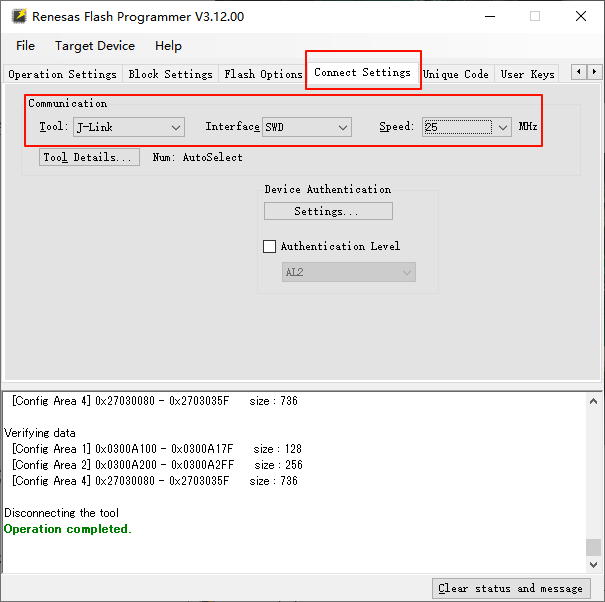 Renesas Flash Programmer V3.12.00
File Target Device Help
Operation Settings Block Settings Flash Options Connect Settings Unique Code User Keys
Communication
Tool: J-Link Interface SWD Speed: 25 MHz
Tool Details... Num: AutoSelect
Device Authentication
Settings...
Authentication Level
AL2
[Config Area 4] 0x27030080 - 0x2703035F size : 736
Verifying data
[Config Area 1] 0x0300A100 - 0x0300A17F size : 128
[Config Area 2] 0x0300A200 - 0x0300A2FF size : 256
[Config Area 4] 0x27030080 - 0x2703035F size : 736
Disconnecting the tool
Operation completed.
Clear status and message